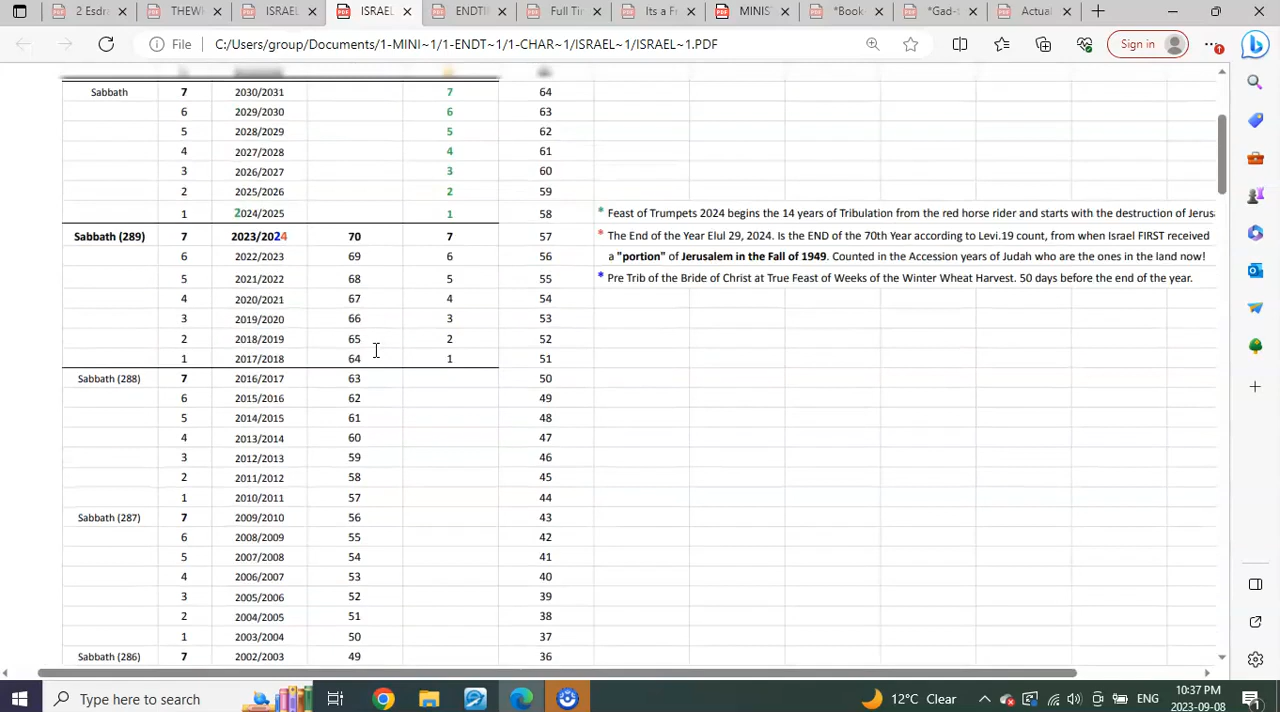 2 Esdra
THEWI
ISRAEL
ISRAEL
ENDTII
Full Tir
Its a Fr
MINIS
*Book
*Gad-t
Actual
File C:/Users/group/Documents/1-MINI~1/1-ENDT~1/1-CHAR~1/ISRAEL~1/ISRAEL~1.PDF Sign in
Sabbath 7 2030/2031 7 64
6 2029/2030 6 63
5 2028/2029 5 62
4 2027/2028 4 61
3 2026/2027 3 60
2 2025/2026 2 59
1 2024/2025 1 58 * Feast of Trumpets 2024 begins the 14 years of Tribulation from the red horse rider and starts with the destruction of Jerus
Sabbath (289) 7 2023/2024 70 7 57 * The End of the Year Elul 29, 2024. Is the END of the 70th Year according to Levi.19 count, from when Israel FIRST received
6 2022/2023 69 6 56 a "portion" of Jerusalem in the Fall of 1949. Counted in the Accession years of Judah who are the ones in the land now!
5 2021/2022 68 5 55 * Pre Trib of the Bride of Christ at True Feast of Weeks of the Winter Wheat Harvest. 50 days before the end of the year.
4 2020/2021 67 4 54
3 2019/2020 66 3 53
2 2018/2019 65 2 52
1 2017/2018 64 1 51
Sabbath (288) 7 2016/2017 63 50
6 2015/2016 62 49
5 2014/2015 61 48
4 2013/2014 60 47
3 2012/2013 59 46
2 2011/2012 58 45
1 2010/2011 57 44
Sabbath (287) 7 2009/2010 56 43
6 2008/2009 55 42
5 2007/2008 54 41
4 2006/2007 53 40
3 2005/2006 52 39
2 2004/2005 51 38
1 2003/2004 50 37
Sabbath (286) 7 2002/2003 49 36
Type here to search
12°C Clear
ENG
10:37 PM
2023-09-08
1